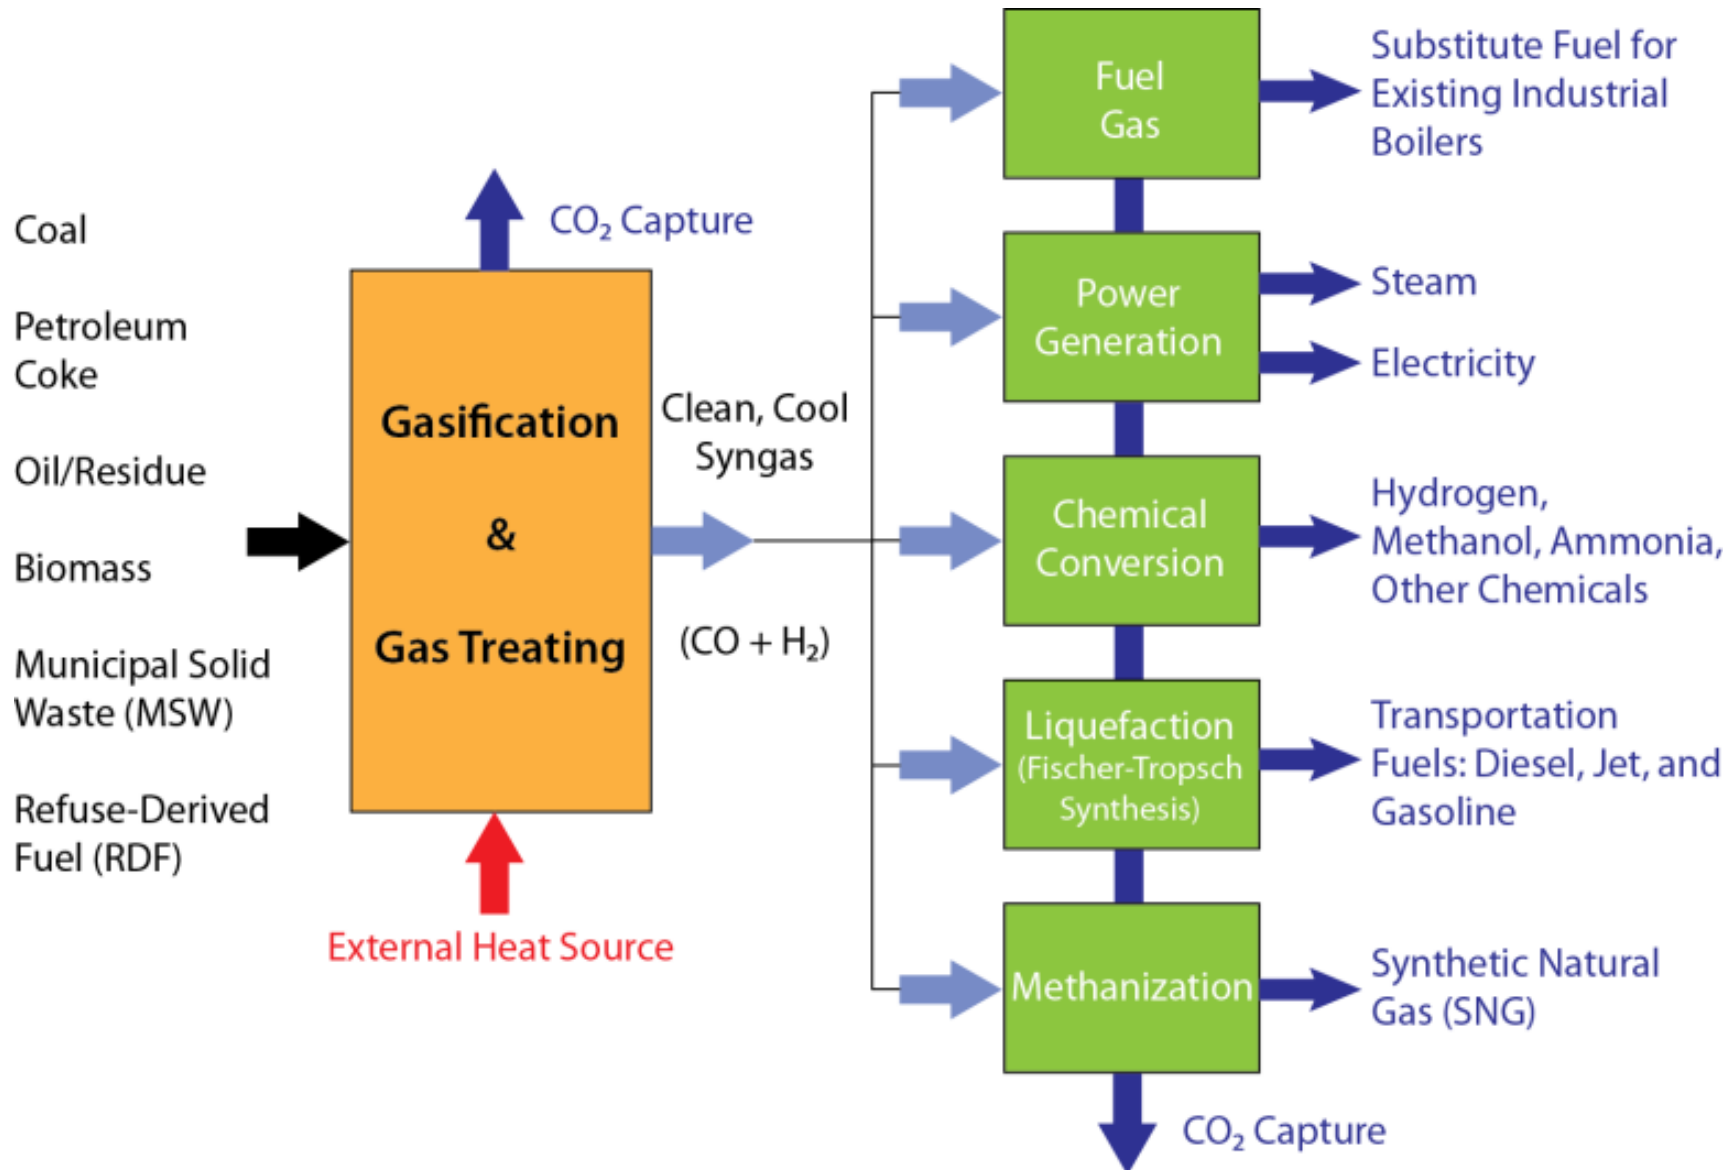 Coal
Petroleum
Coke
Oil/Residue
Biomass
Municipal Solid
Waste (MSW)
Refuse-Derived
Fuel (RDF)
CO₂ Capture
Gasification
&
Gas Treating
External Heat Source
Clean, Cool
Syngas
(CO + H₂)
Fuel
Gas
Substitute Fuel for
Existing Industrial
Boilers
Power
Generation
Steam
Electricity
Chemical
Conversion
Hydrogen,
Methanol, Ammonia,
Other Chemicals
Liquefaction
(Fischer-Tropsch
Synthesis)
Transportation
Fuels: Diesel, Jet, and
Gasoline
Methanization
Synthetic Natural
Gas (SNG)
CO₂ Capture